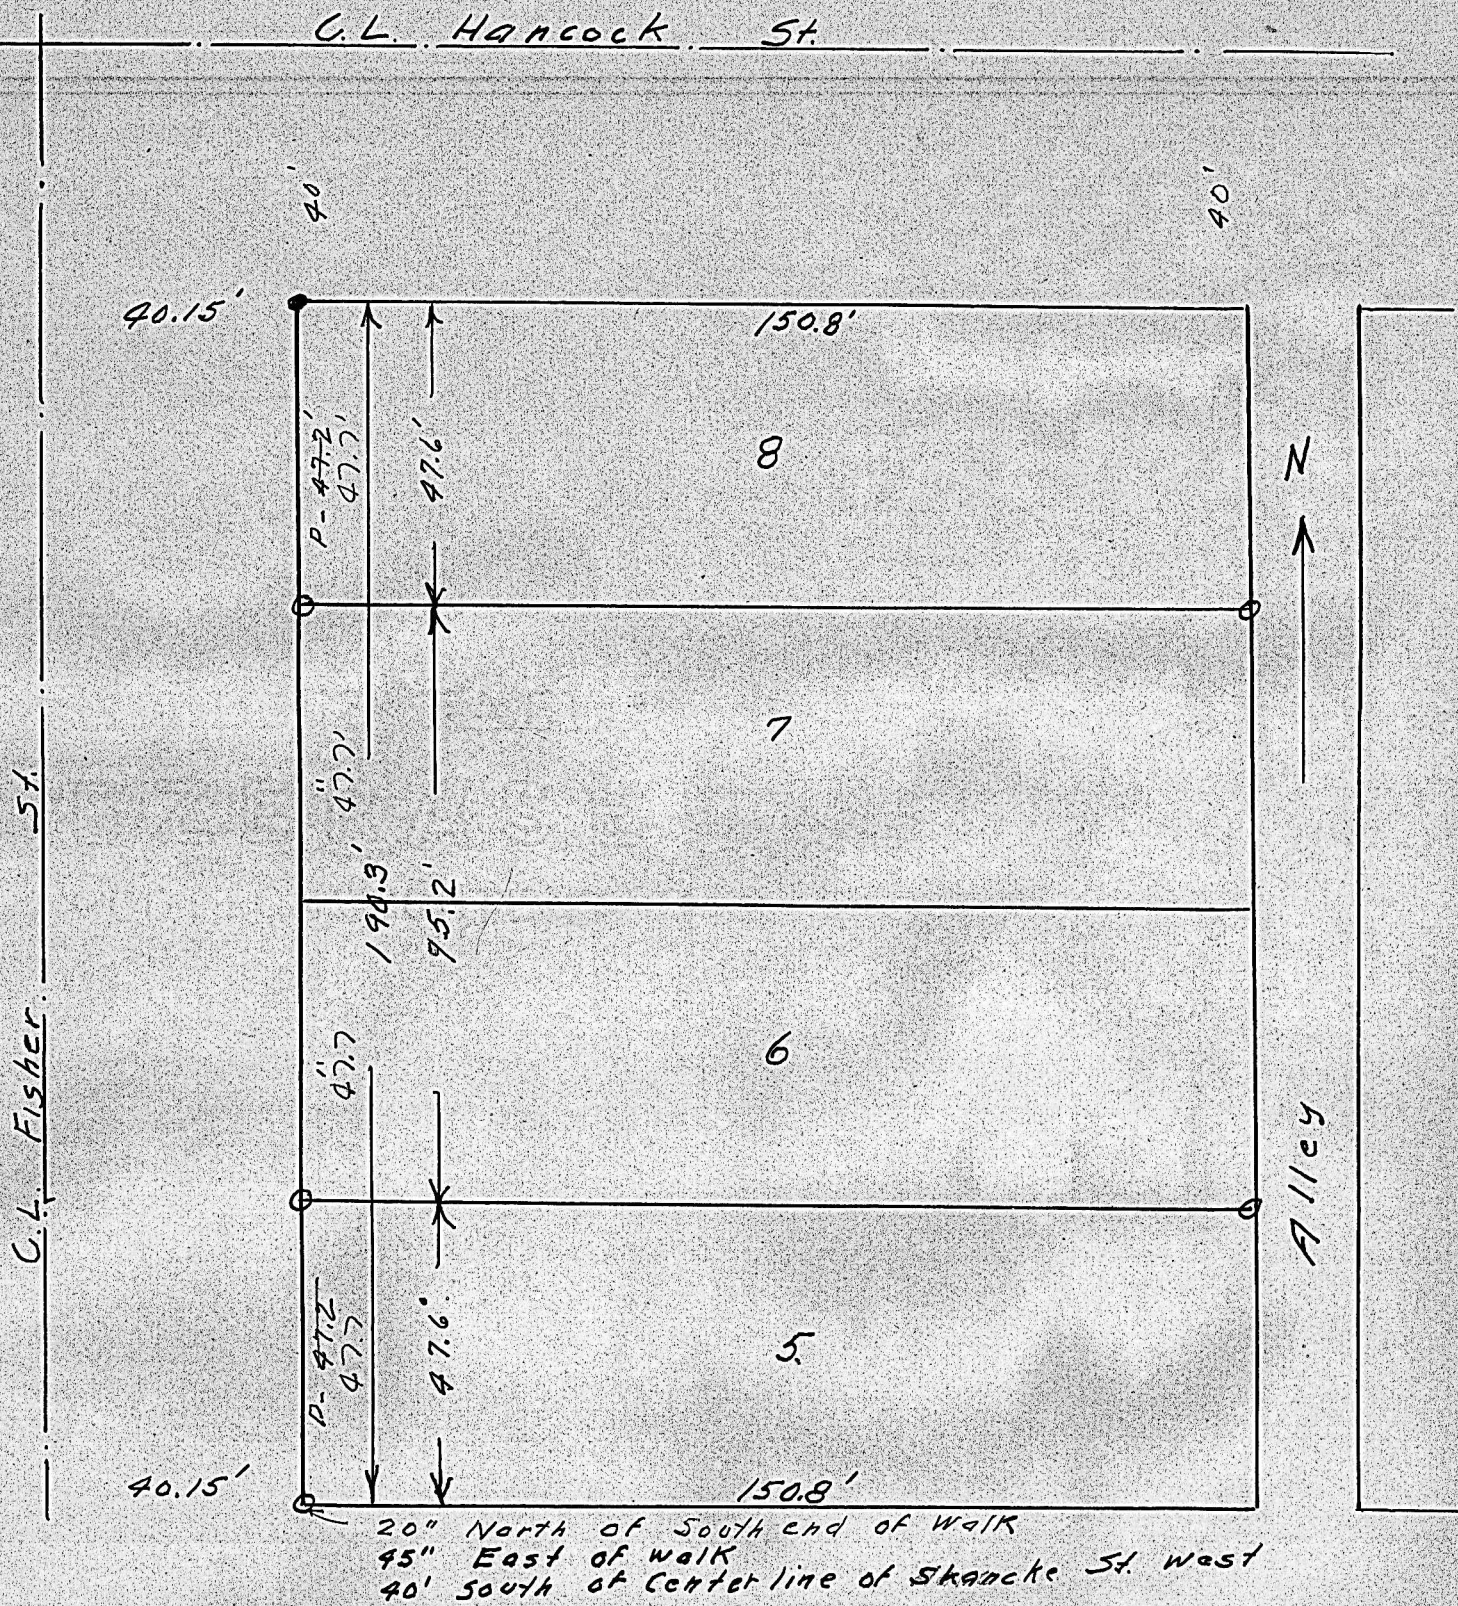 C.L. Hancock St.
40'
40'
40.15'
150.8'
P- 47.2'
47.7'
47.6'
8
N
7
" 47.7'
190.3'
95.2'
C.L. Fisher St.
6
" 47.7
Alley
P- 47.2
47.7
47.6'
5.
40.15'
150.8'
20" North of South end of Walk
45" East of walk
40' South of Centerline of Skancke St. West